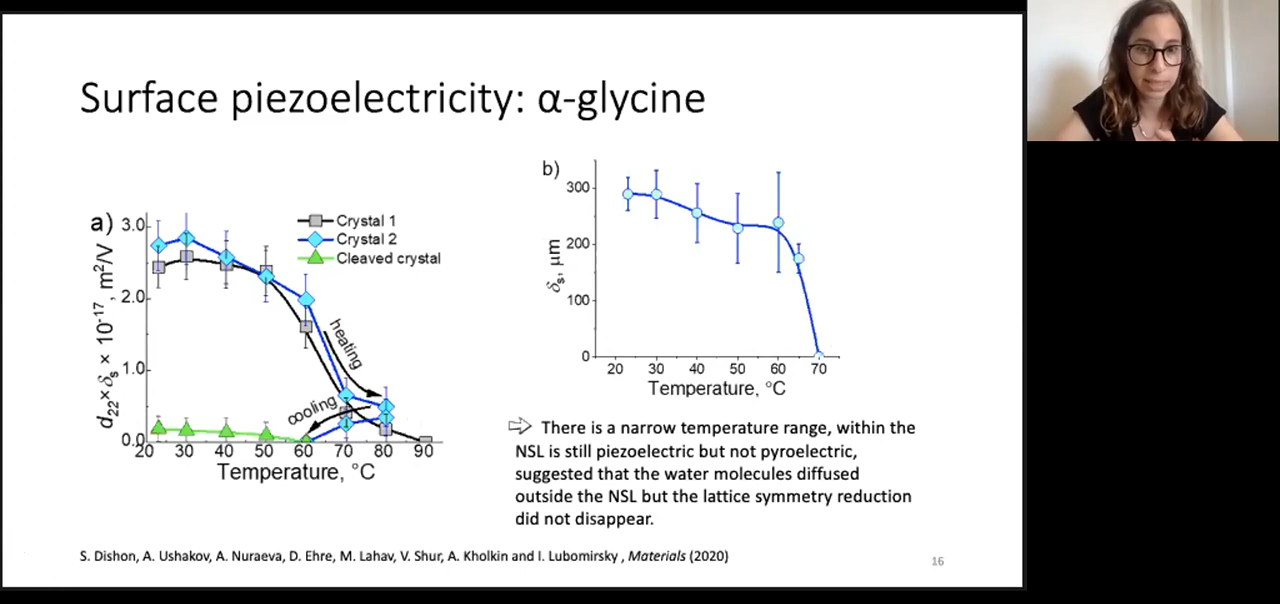 Surface piezoelectricity: α-glycine
a)
3.0
2.0
1.0
0.0
d₂₂×δₛ × 10⁻¹⁷, m²/V
Crystal 1
Crystal 2
Cleaved crystal
heating
cooling
20 30 40 50 60 70 80 90
Temperature, °C
b)
300
200
100
0
δₛ, μm
20 30 40 50 60 70
Temperature, °C
⇨ There is a narrow temperature range, within the
NSL is still piezoelectric but not pyroelectric,
suggested that the water molecules diffused
outside the NSL but the lattice symmetry reduction
did not disappear.
S. Dishon, A. Ushakov, A. Nuraeva, D. Ehre, M. Lahav, V. Shur, A. Kholkin and I. Lubomirsky , Materials (2020)
16